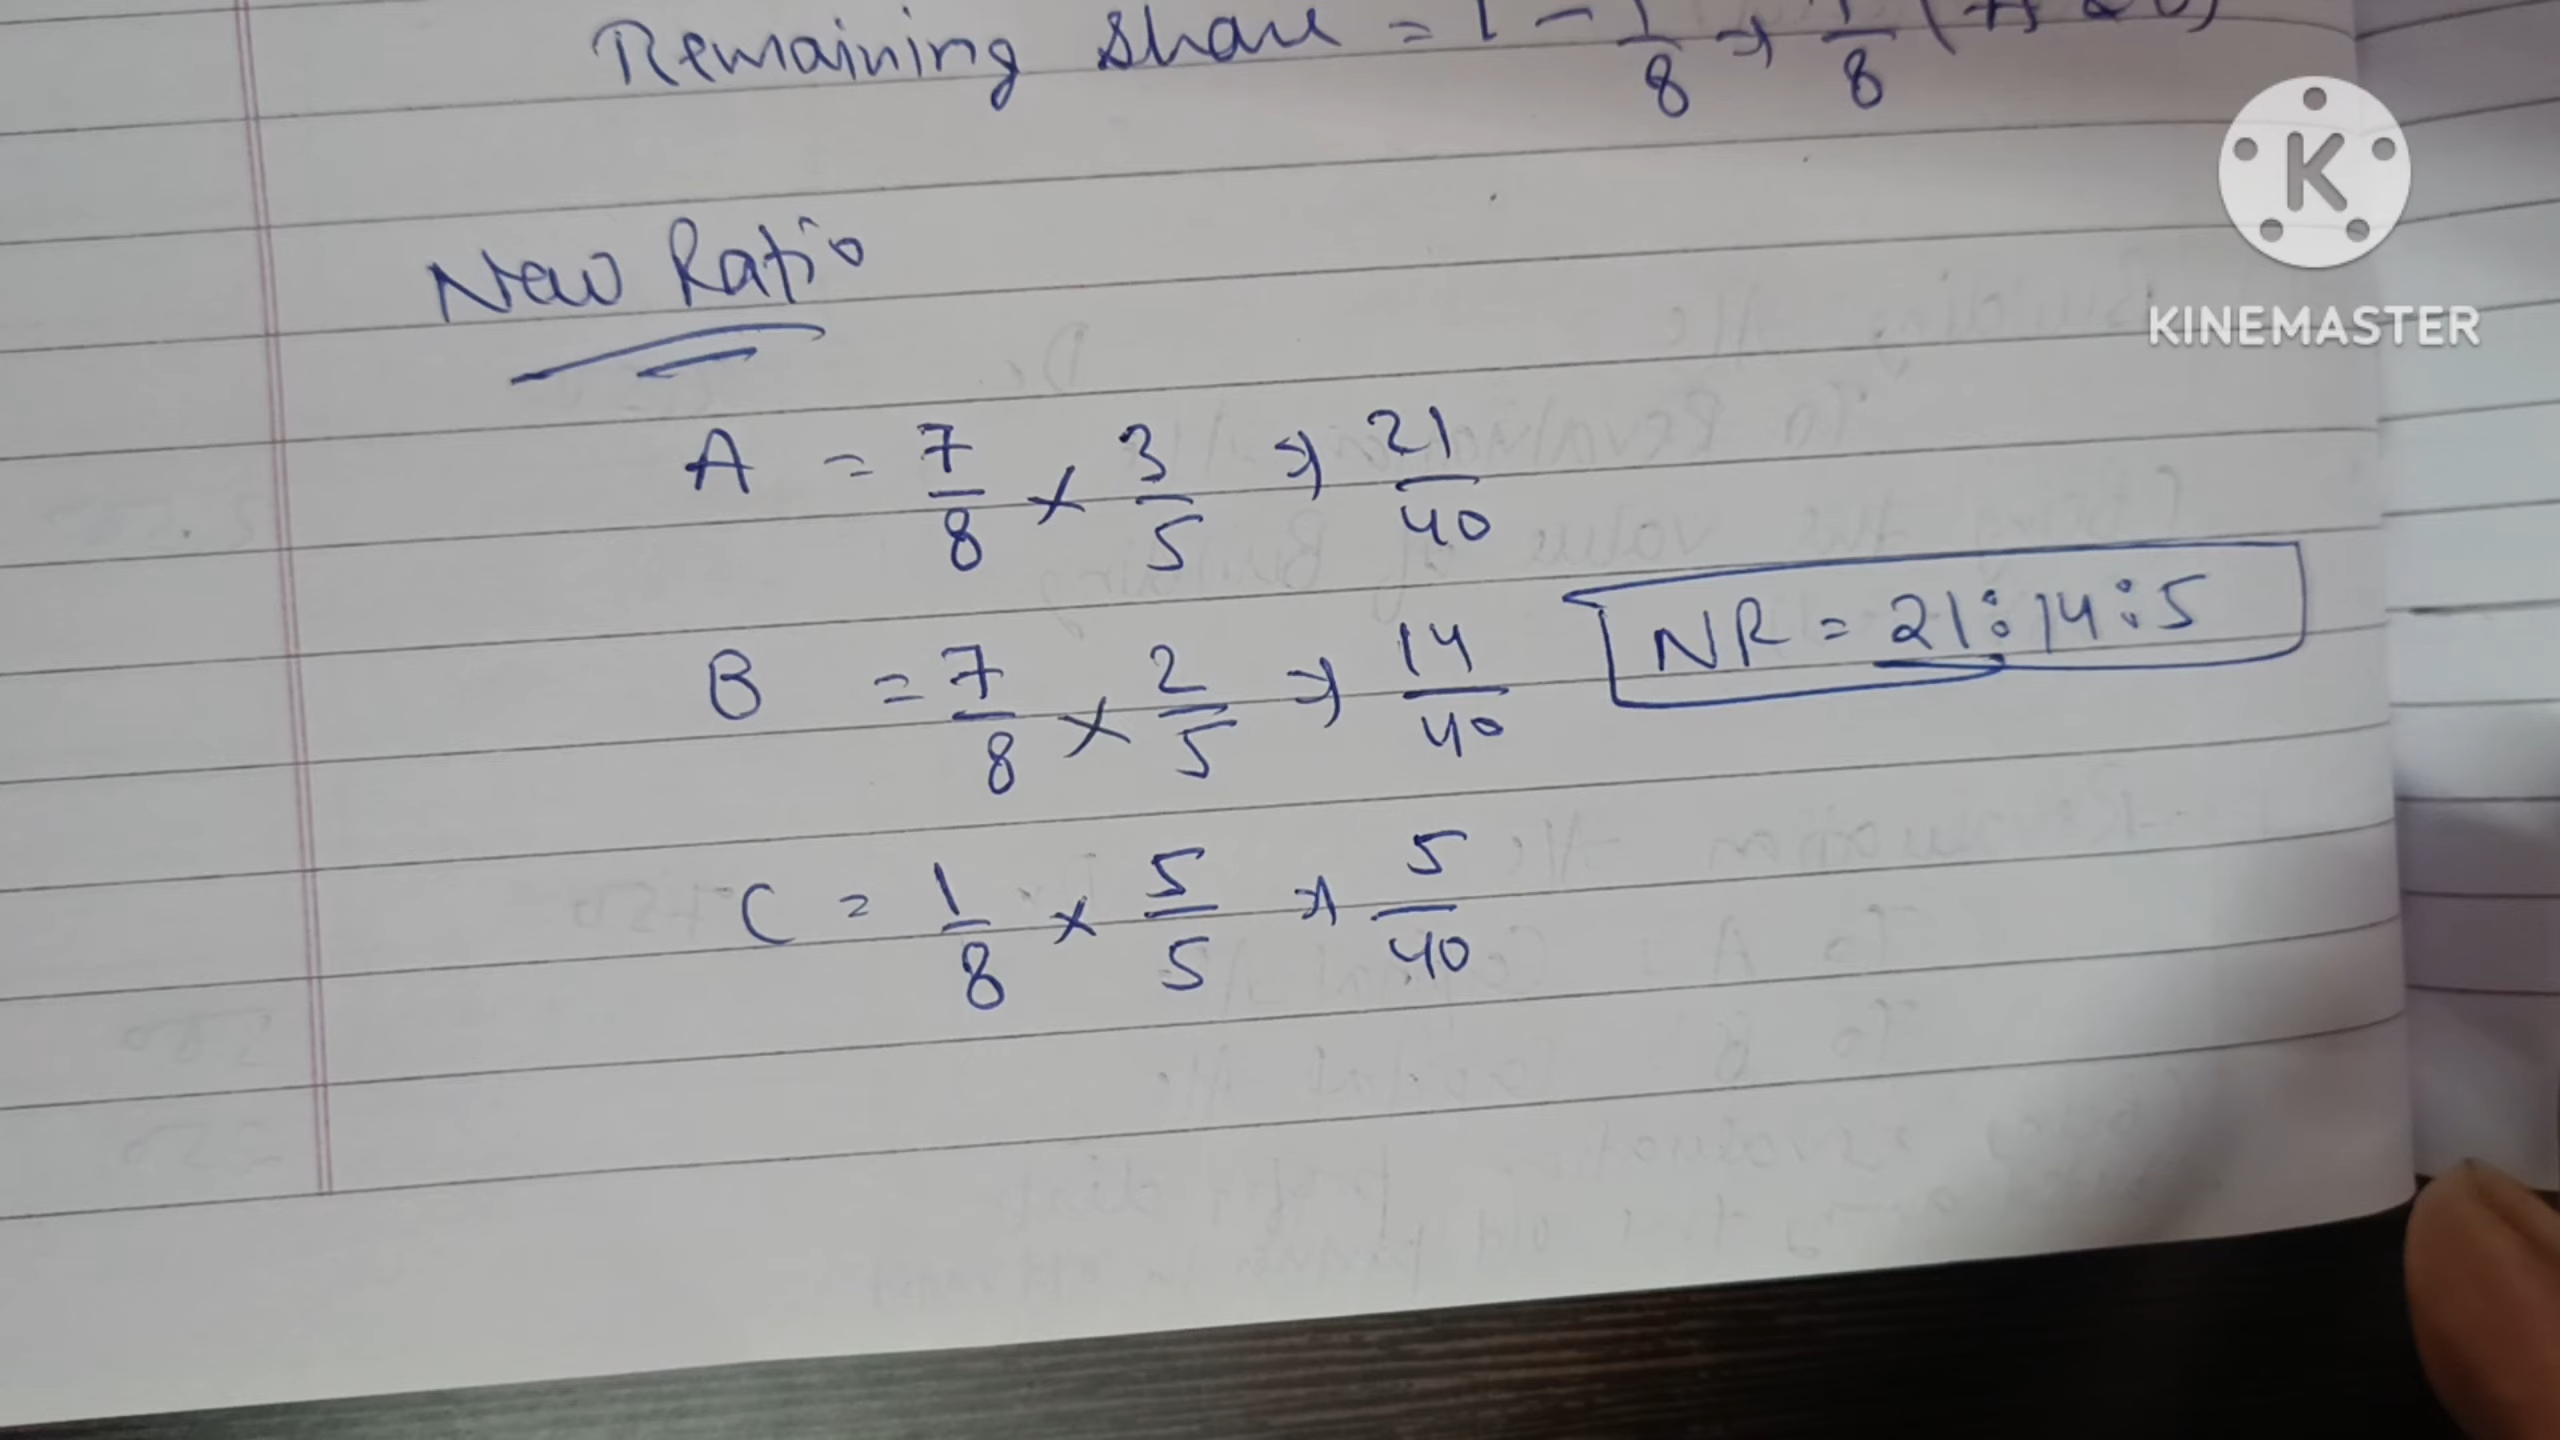 Remaining Share = 1 - 1/8 → /8 (
New Ratio
A = 7/8 × 3/5 ⇒ 21/40
B = 7/8 × 2/5 ⇒ 14/40
NR = 21:14:5
C = 1/8 × 5/5 ⇒ 5/40
K
KINEMASTER